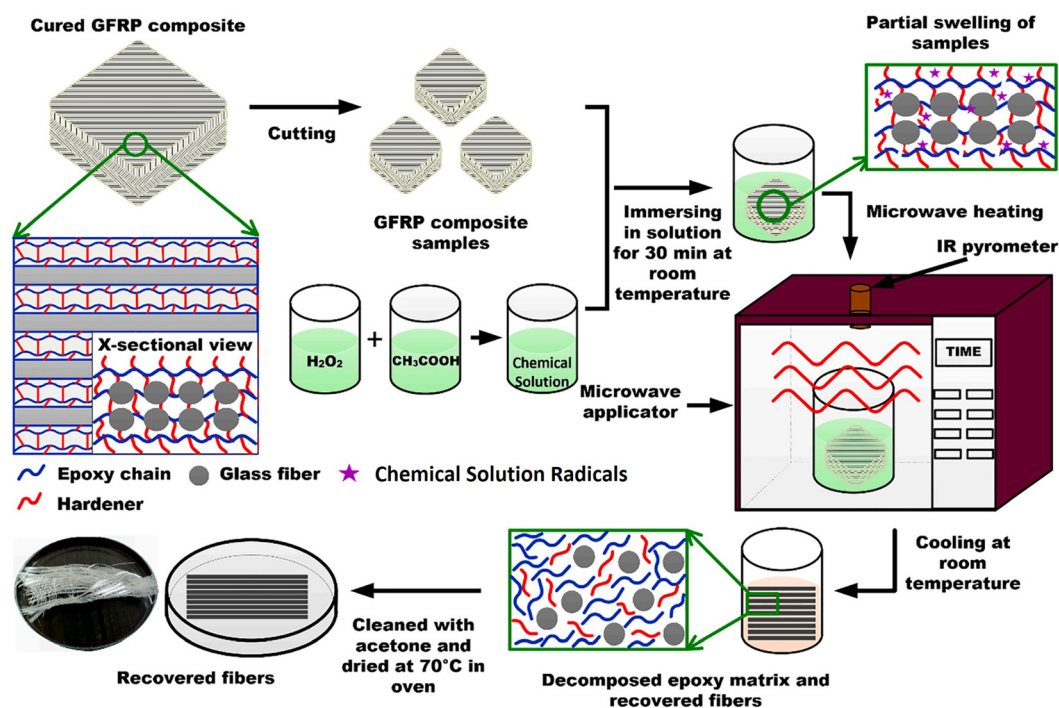 Cured GFRP composite
Cutting
GFRP composite
samples
Partial swelling of
samples
Immersing
in solution
for 30 min at
room
temperature
Microwave heating
IR pyrometer
X-sectional view
H₂O₂
+
CH₃COOH
Chemical
Solution
Microwave
applicator
TIME
Epoxy chain
Glass fiber
Chemical Solution Radicals
Hardener
Cooling at
room
temperature
Decomposed epoxy matrix and
recovered fibers
Cleaned with
acetone and
dried at 70°C in
oven
Recovered fibers